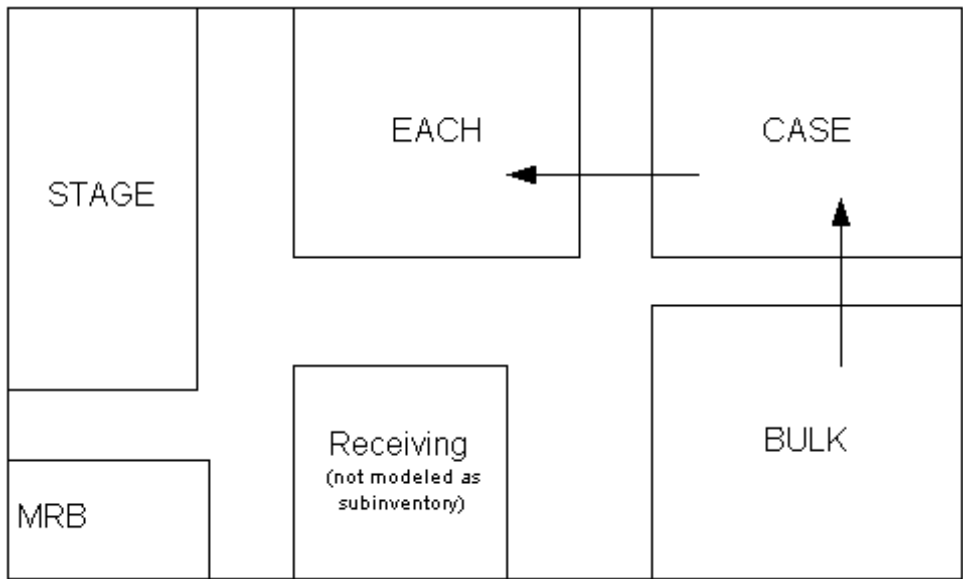 EACH
CASE
STAGE
Receiving
(not modeled as
subinventory)
BULK
MRB